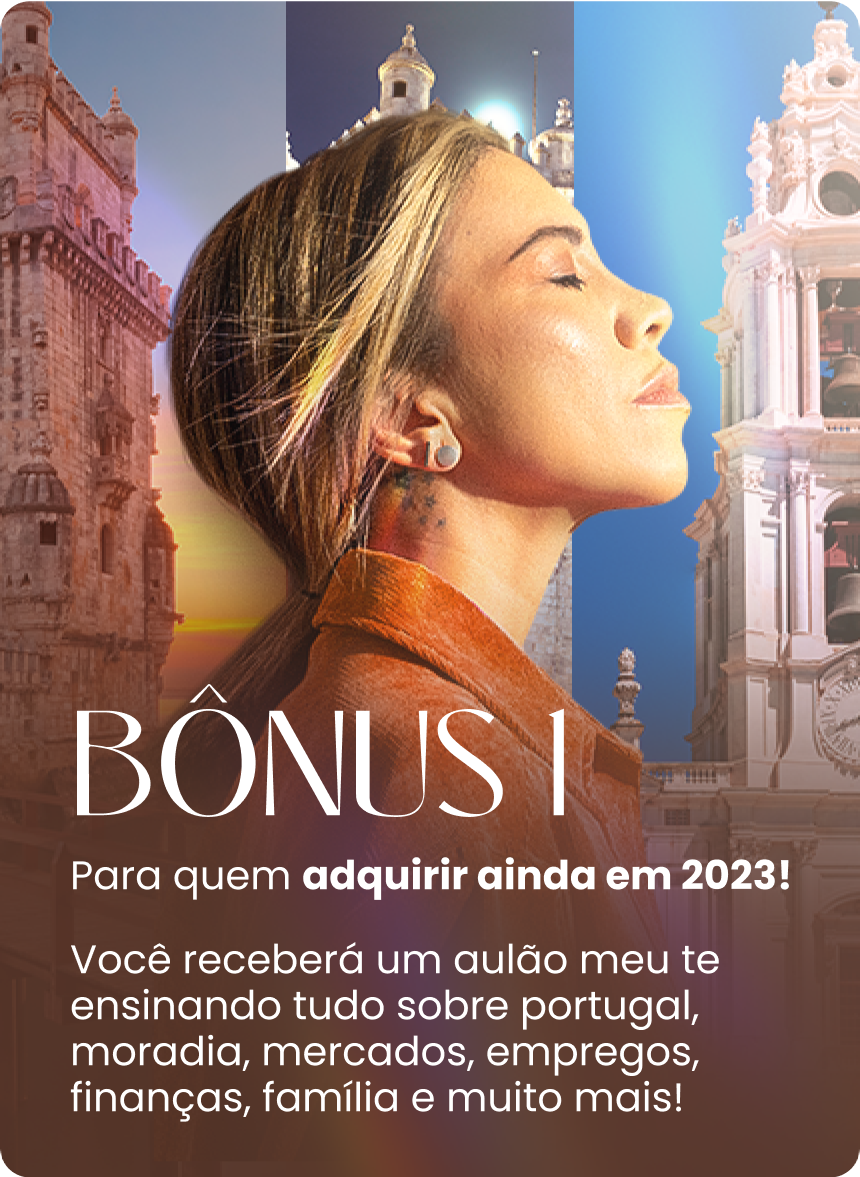 BÔNUS 1
Para quem adquirir ainda em 2023!
Você receberá um aulão meu te
ensinando tudo sobre portugal,
moradia, mercados, empregos,
finanças, família e muito mais!